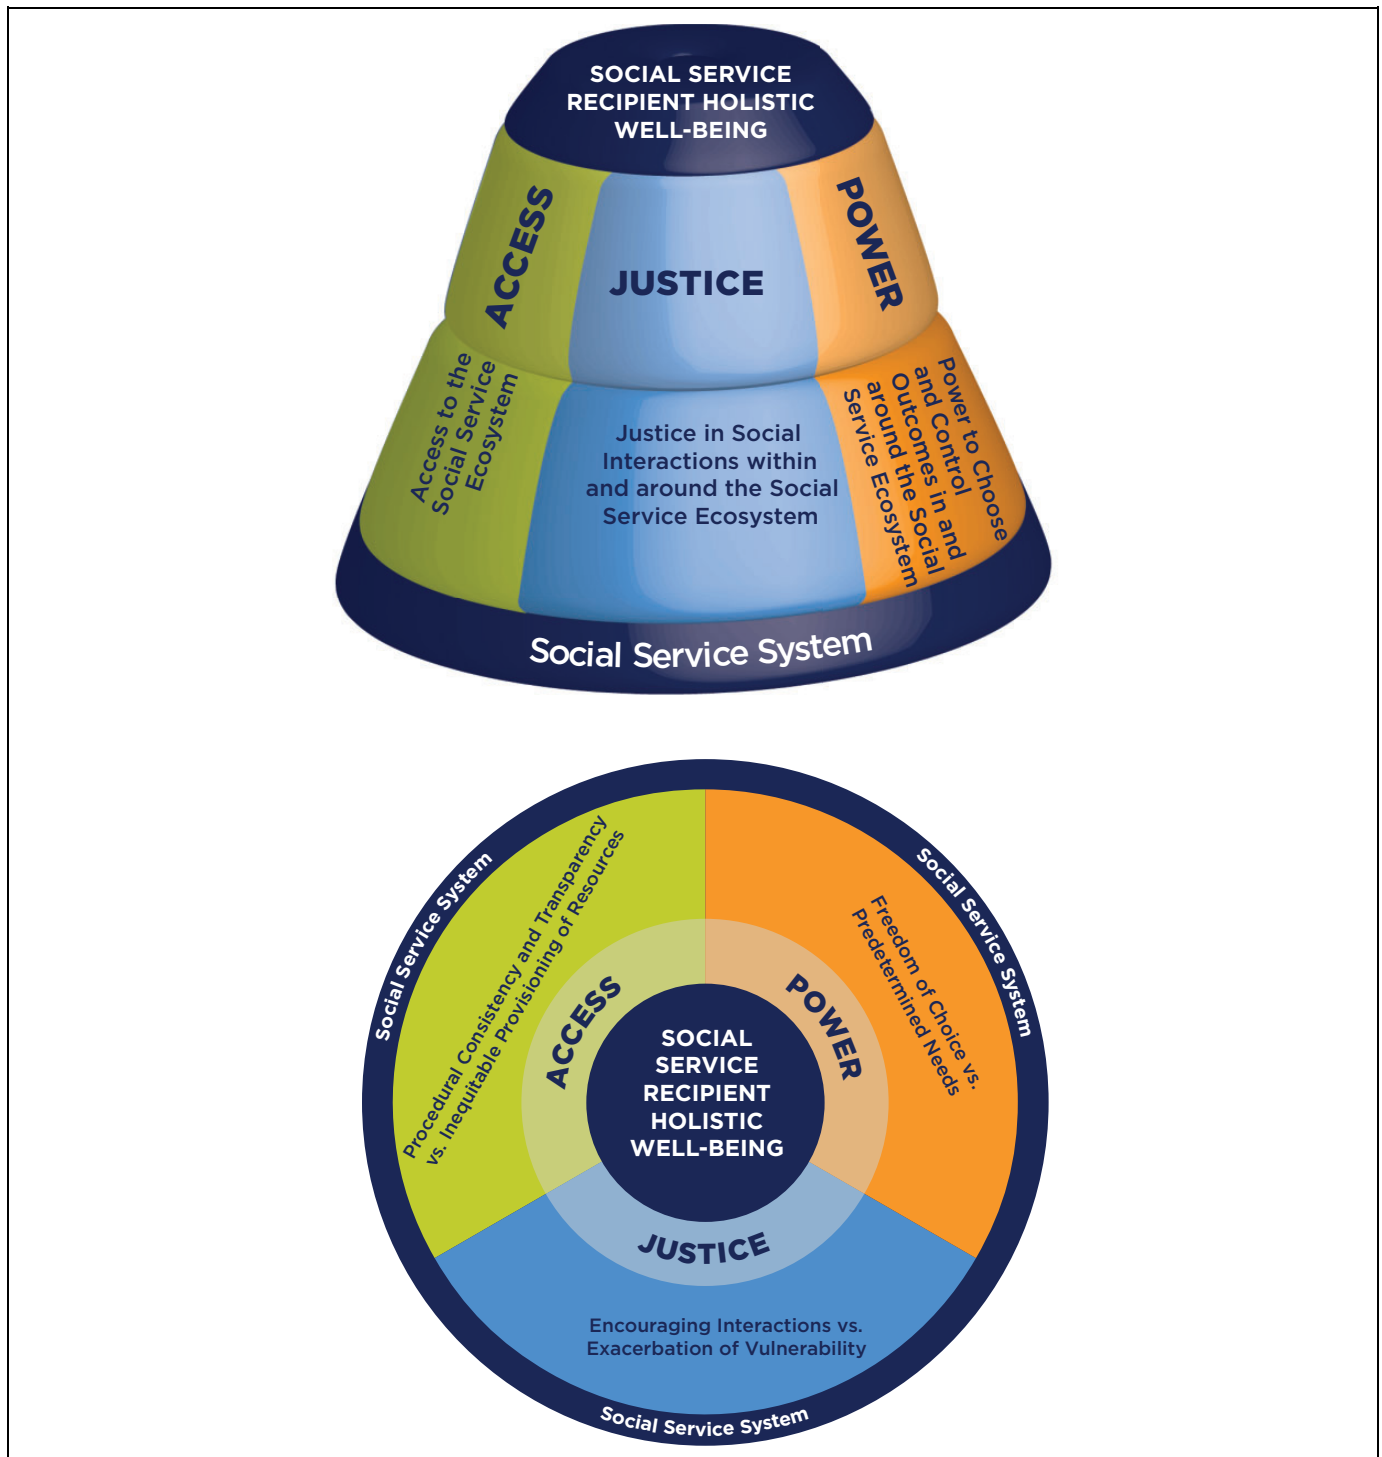 SOCIAL SERVICE
RECIPIENT HOLISTIC
WELL-BEING
ACCESS
JUSTICE
POWER
Access to the
Social Service
Ecosystem
Justice in Social
Interactions within
and around the Social
Service Ecosystem
Power to Choose
and Control
Outcomes in and
around the Social
Service Ecosystem
Social Service System
Social Service System
Social Service System
Procedural Consistency and Transparency
vs. Inequitable Provisioning of Resources
Freedom of Choice vs.
Predetermined Needs
ACCESS
POWER
SOCIAL
SERVICE
RECIPIENT
HOLISTIC
WELL-BEING
JUSTICE
Encouraging Interactions vs.
Exacerbation of Vulnerability
Social Service System